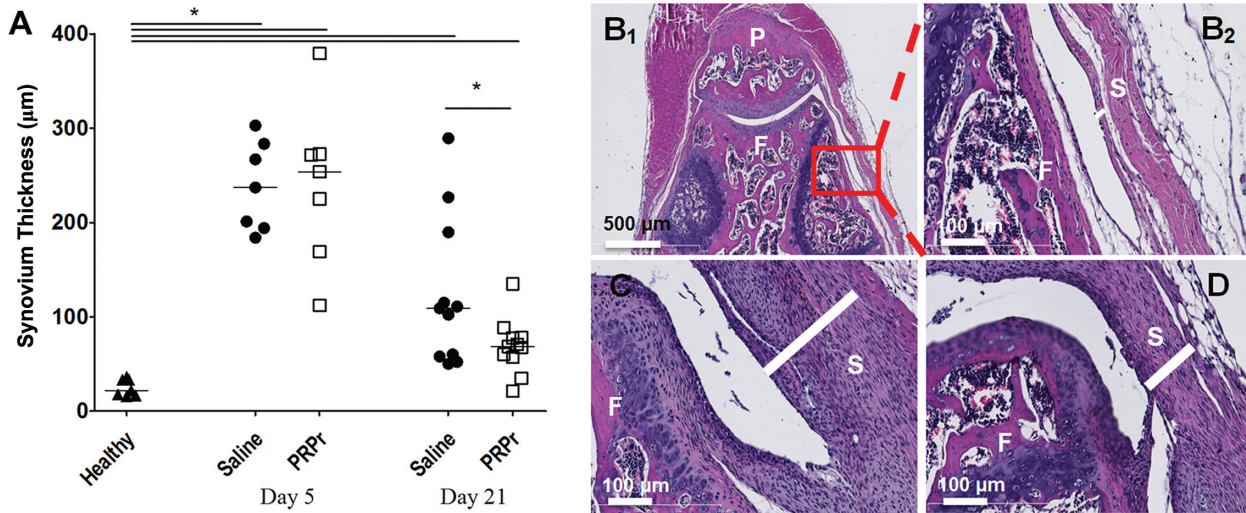 A
*
*
400
300
200
100
0
Synovium Thickness (µm)
Healthy
Saline
PRPr
Saline
PRPr
Day 5
Day 21
B1
P
F
500 µm
B2
S
F
100 µm
C
F
S
100 µm
D
S
F
100 µm